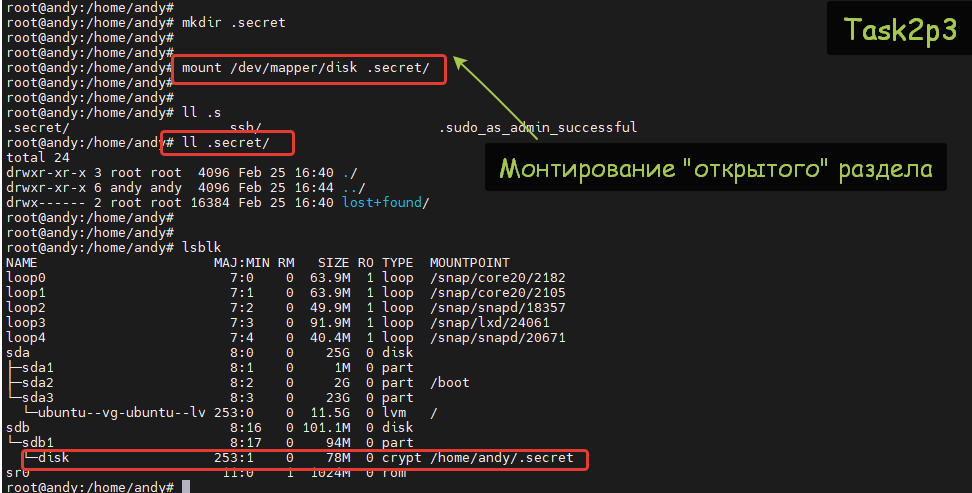 root@andy:/home/andy#
root@andy:/home/andy# mkdir .secret
root@andy:/home/andy#
root@andy:/home/andy#
root@andy:/home/andy# mount /dev/mapper/disk .secret/
root@andy:/home/andy#
root@andy:/home/andy#
root@andy:/home/andy# ll .s
.secret/ .ssh/ .sudo_as_admin_successful
root@andy:/home/andy# ll .secret/
total 24
drwxr-xr-x 3 root root 4096 Feb 25 16:40 ./
drwxr-xr-x 6 andy andy 4096 Feb 25 16:44 ../
drwx------ 2 root root 16384 Feb 25 16:40 lost+found/
root@andy:/home/andy#
root@andy:/home/andy#
root@andy:/home/andy# lsblk
NAME MAJ:MIN RM SIZE RO TYPE MOUNTPOINT
loop0 7:0 0 63.9M 1 loop /snap/core20/2182
loop1 7:1 0 63.9M 1 loop /snap/core20/2105
loop2 7:2 0 49.9M 1 loop /snap/snapd/18357
loop3 7:3 0 91.9M 1 loop /snap/lxd/24061
loop4 7:4 0 40.4M 1 loop /snap/snapd/20671
sda 8:0 0 25G 0 disk
├─sda1 8:1 0 1M 0 part
├─sda2 8:2 0 2G 0 part /boot
└─sda3 8:3 0 23G 0 part
└─ubuntu--vg-ubuntu--lv 253:0 0 11.5G 0 lvm /
sdb 8:16 0 101.1M 0 disk
└─sdb1 8:17 0 94M 0 part
└─disk 253:1 0 78M 0 crypt /home/andy/.secret
sr0 11:0 1 1024M 0 rom
root@andy:/home/andy#
Task2p3
Монтирование "открытого" раздела